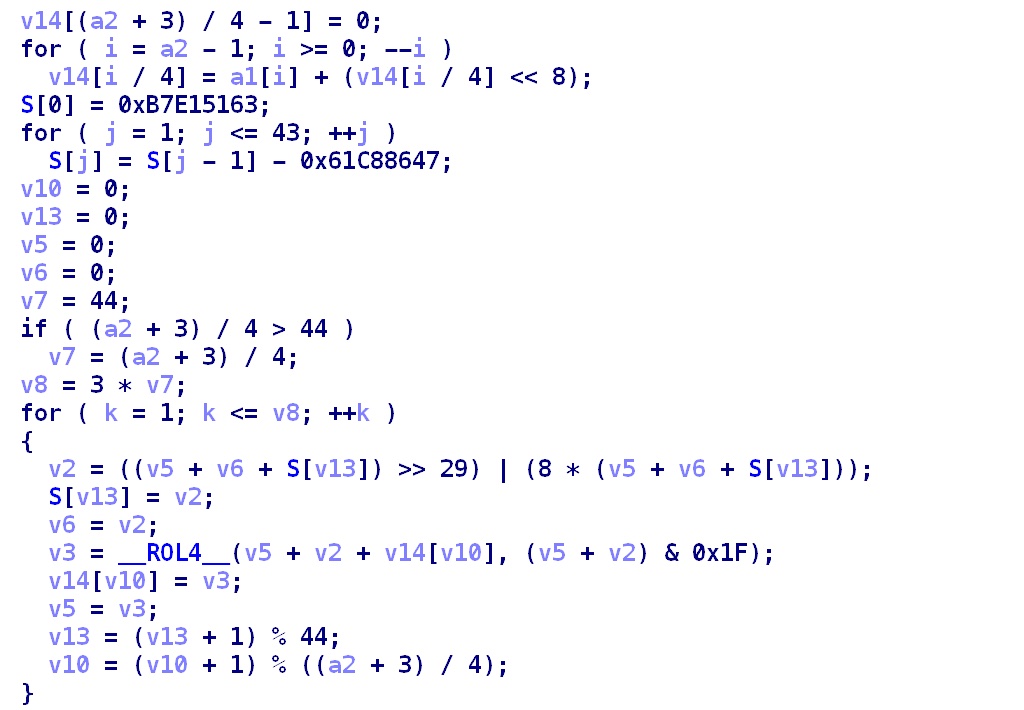 v14[(a2 + 3) / 4 - 1] = 0;
for ( i = a2 - 1; i >= 0; --i )
  v14[i / 4] = a1[i] + (v14[i / 4] << 8);
S[0] = 0xB7E15163;
for ( j = 1; j <= 43; ++j )
  S[j] = S[j - 1] - 0x61C88647;
v10 = 0;
v13 = 0;
v5 = 0;
v6 = 0;
v7 = 44;
if ( (a2 + 3) / 4 > 44 )
  v7 = (a2 + 3) / 4;
v8 = 3 * v7;
for ( k = 1; k <= v8; ++k )
{
  v2 = ((v5 + v6 + S[v13]) >> 29) | (8 * (v5 + v6 + S[v13]));
  S[v13] = v2;
  v6 = v2;
  v3 = __ROL4__(v5 + v2 + v14[v10], (v5 + v2) & 0x1F);
  v14[v10] = v3;
  v5 = v3;
  v13 = (v13 + 1) % 44;
  v10 = (v10 + 1) % ((a2 + 3) / 4);
}